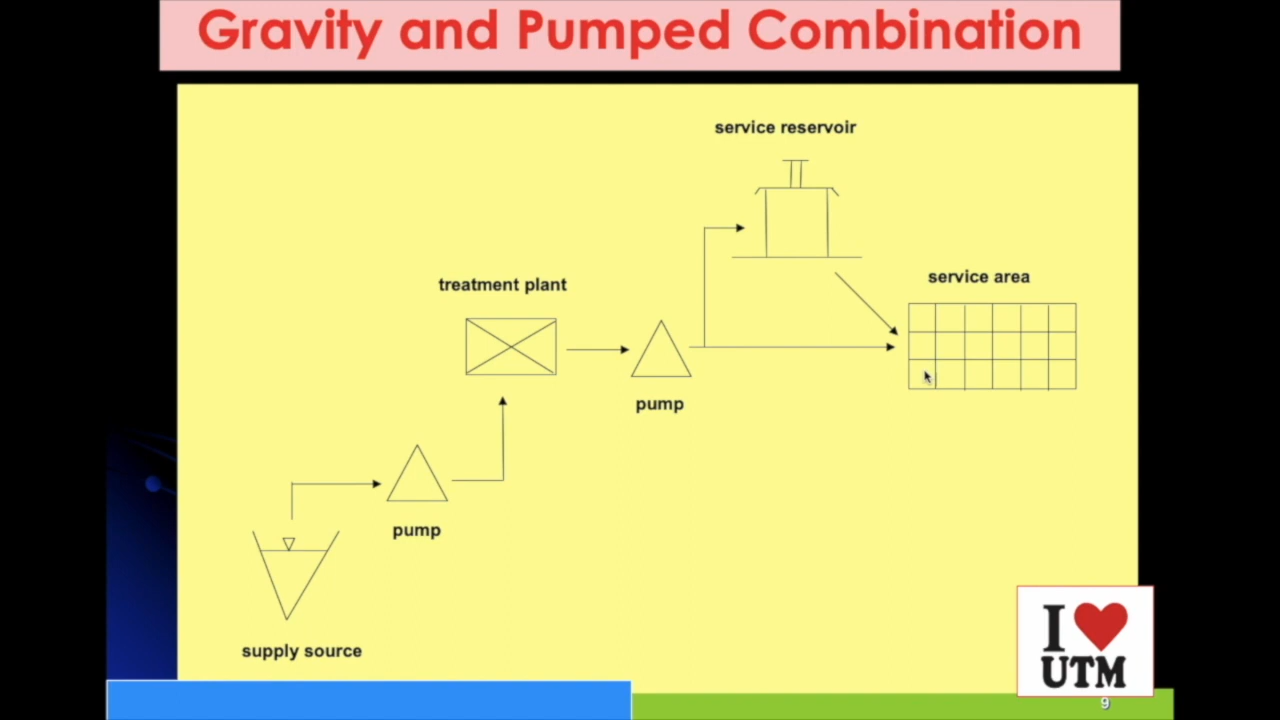 Gravity and Pumped Combination
service reservoir
service area
treatment plant
pump
pump
supply source
I
UTM
9